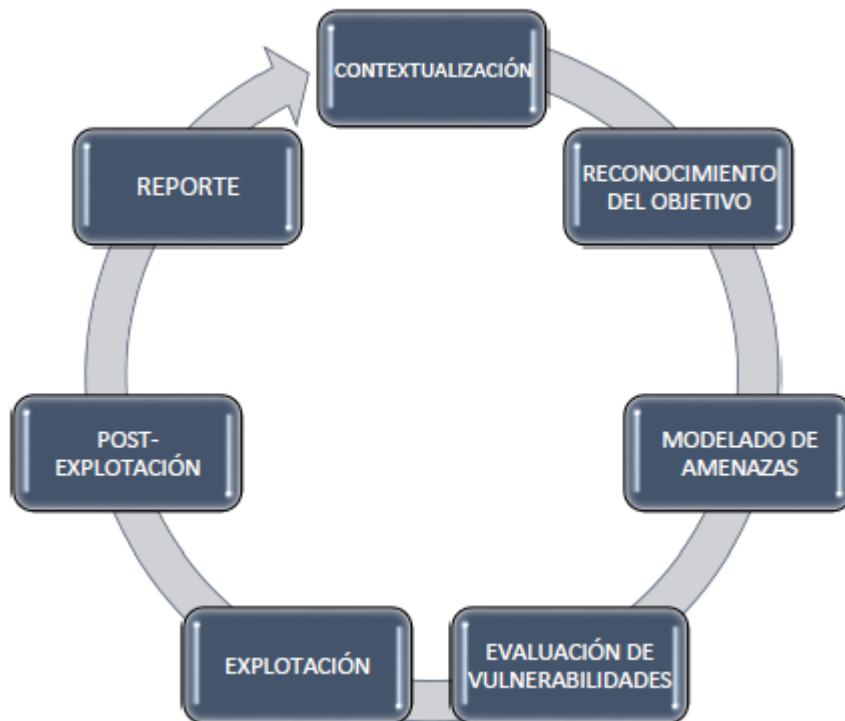 CONTEXTUALIZACIÓN
RECONOCIMIENTO
DEL OBJETIVO
MODELADO DE
AMENAZAS
EVALUACIÓN DE
VULNERABILIDADES
EXPLOTACIÓN
POST-
EXPLOTACIÓN
REPORTE